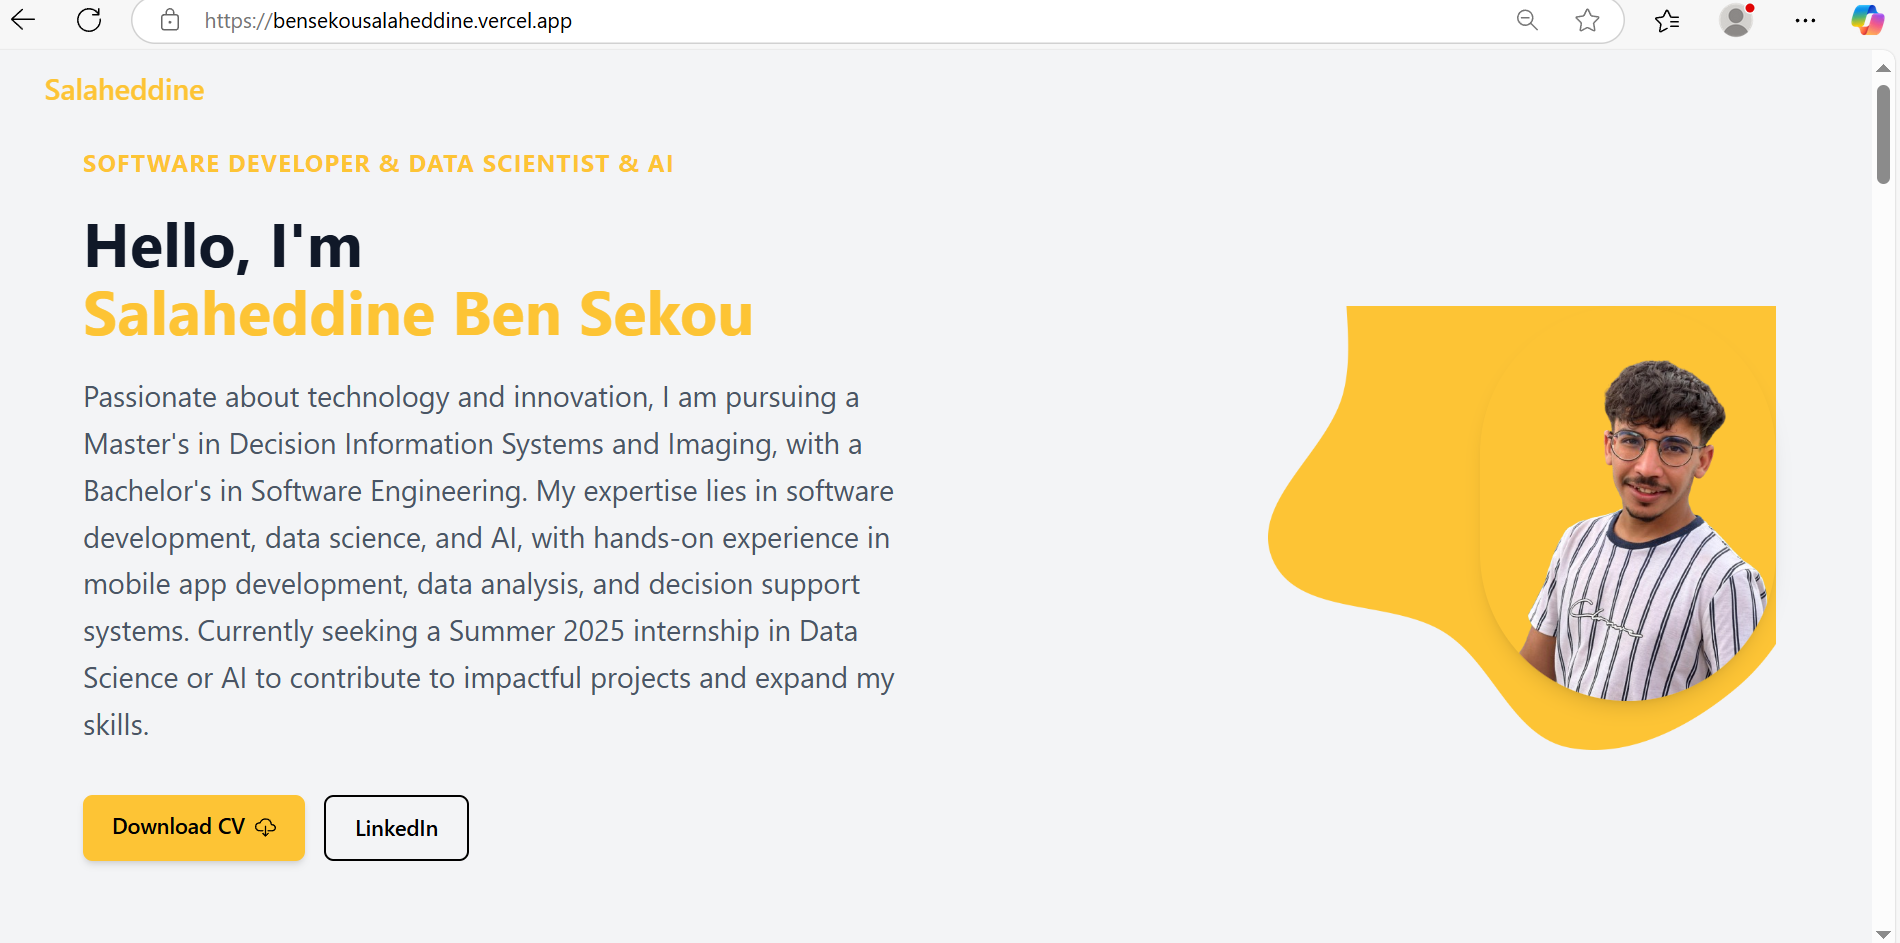 https://bensekousalaheddine.vercel.app
Salaheddine
SOFTWARE DEVELOPER & DATA SCIENTIST & AI
Hello, I'm
Salaheddine Ben Sekou
Passionate about technology and innovation, I am pursuing a
Master's in Decision Information Systems and Imaging, with a
Bachelor's in Software Engineering. My expertise lies in software
development, data science, and AI, with hands-on experience in
mobile app development, data analysis, and decision support
systems. Currently seeking a Summer 2025 internship in Data
Science or AI to contribute to impactful projects and expand my
skills.
Download CV
LinkedIn